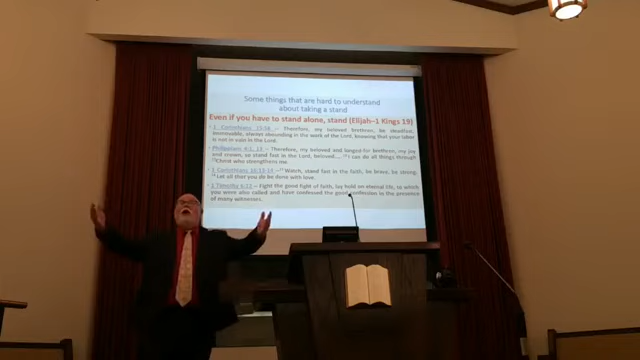 Some things that are hard to understand
about taking a stand
Even if you have to stand alone, stand (Elijah–1 Kings 19)
1 Corinthians 15:58 – Therefore, my beloved brethren, be steadfast,
immovable, always abounding in the work of the Lord, knowing that your labor
is not in vain in the Lord.
Philippians 4:1, 13 – Therefore, my beloved and longed-for brethren, my joy
and crown, so stand fast in the Lord, beloved. I can do all things through
Christ who strengthens me.
1 Corinthians 16:13-14 – Watch, stand fast in the faith, be brave, be strong.
Let all that you do be done with love.
1 Timothy 6:12 – Fight the good fight of faith, lay hold on eternal life, to which
you were also called and have confessed the good confession in the presence
of many witnesses.